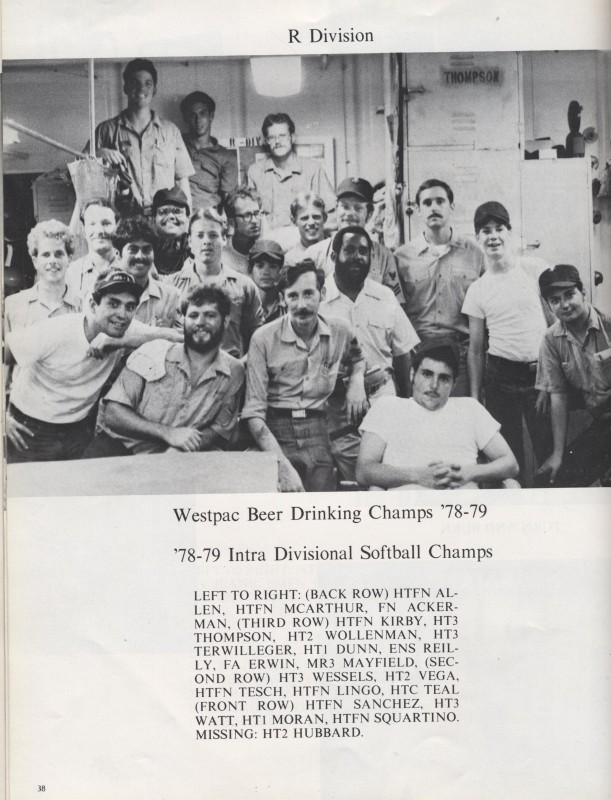 R Division
THOMPSON
R-DIV
Westpac Beer Drinking Champs '78-79
'78-79 Intra Divisional Softball Champs
LEFT TO RIGHT: (BACK ROW) HTFN AL-
LEN, HTFN MCARTHUR, FN ACKER-
MAN, (THIRD ROW) HTFN KIRBY, HT3
THOMPSON, HT2 WOLLENMAN, HT3
TERWILLEGER, HT1 DUNN, ENS REIL-
LY, FA ERWIN, MR3 MAYFIELD, (SEC-
OND ROW) HT3 WESSELS, HT2 VEGA,
HTFN TESCH, HTFN LINGO, HTC TEAL
(FRONT ROW) HTFN SANCHEZ, HT3
WATT, HT1 MORAN, HTFN SQUARTINO.
MISSING: HT2 HUBBARD.
38